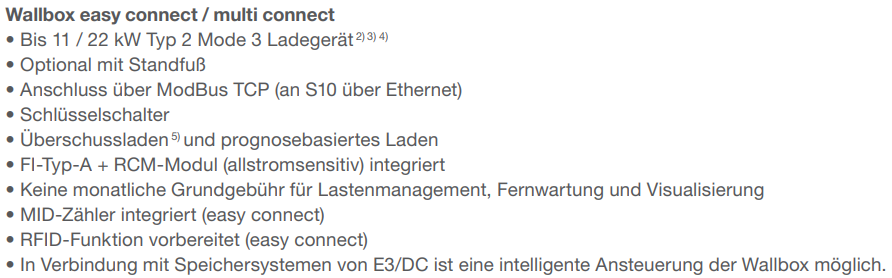 Wallbox easy connect / multi connect
• Bis 11 / 22 kW Typ 2 Mode 3 Ladegerät 2) 3) 4)
• Optional mit Standfuß
• Anschluss über ModBus TCP (an S10 über Ethernet)
• Schlüsselschalter
• Überschussladen 5) und prognosebasiertes Laden
• FI-Typ-A + RCM-Modul (allstromsensitiv) integriert
• Keine monatliche Grundgebühr für Lastenmanagement, Fernwartung und Visualisierung
• MID-Zähler integriert (easy connect)
• RFID-Funktion vorbereitet (easy connect)
• In Verbindung mit Speichersystemen von E3/DC ist eine intelligente Ansteuerung der Wallbox möglich.